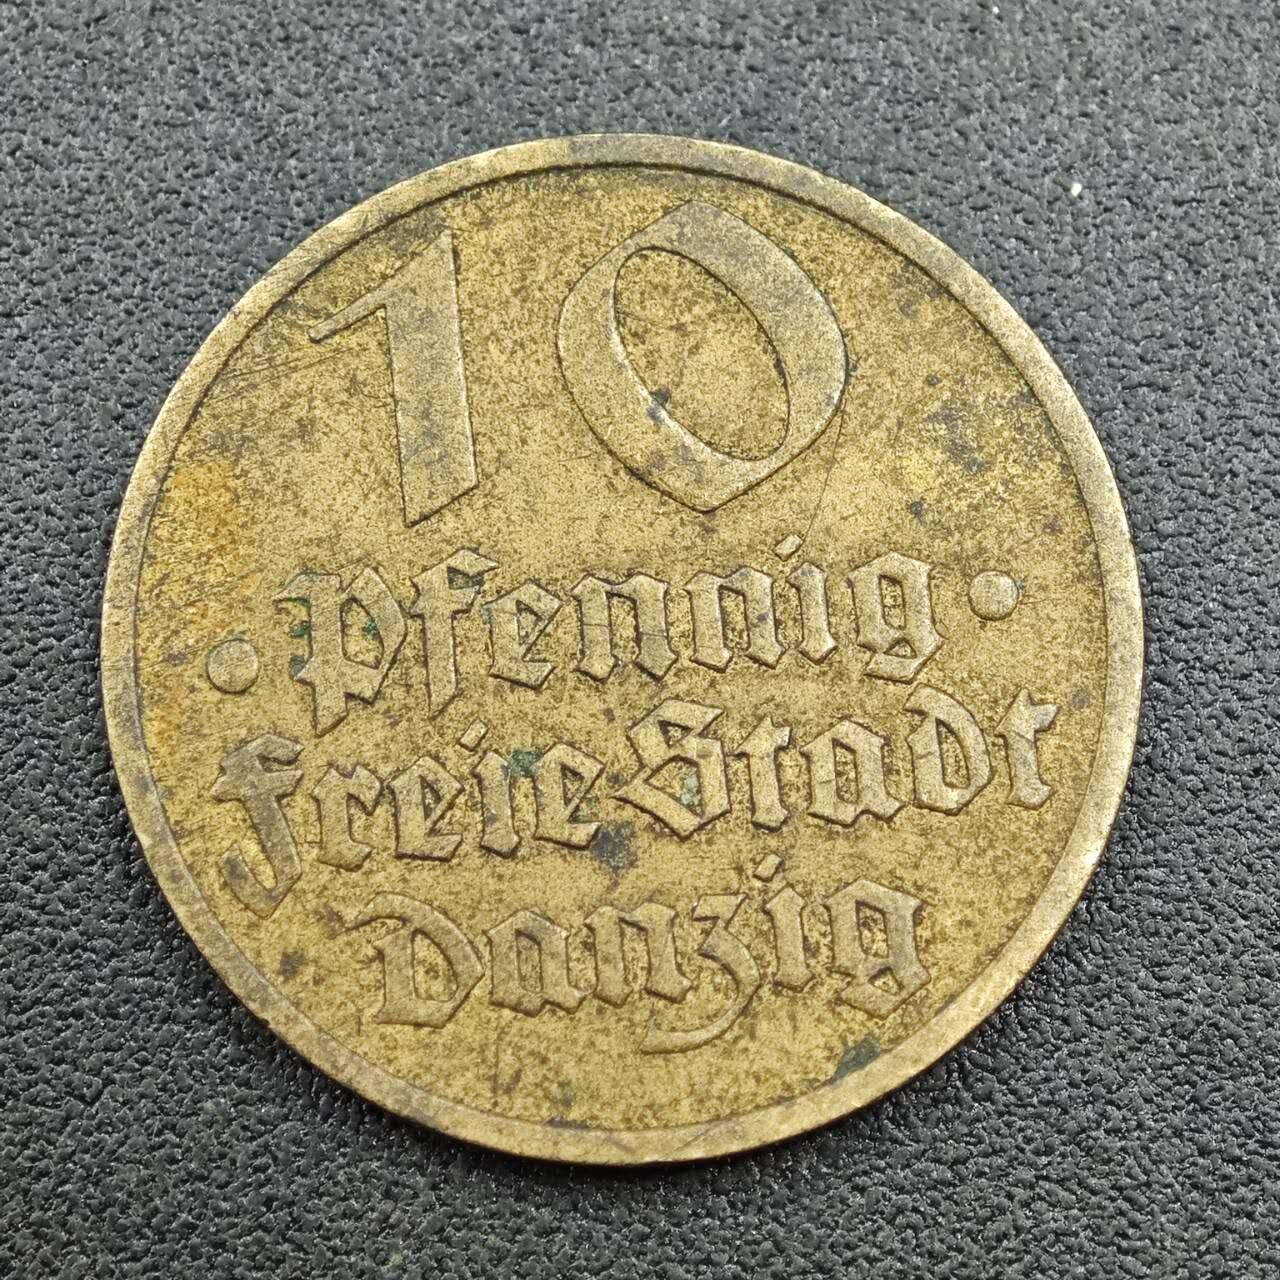 10
Pfennig
Freie Stadt
Danzig